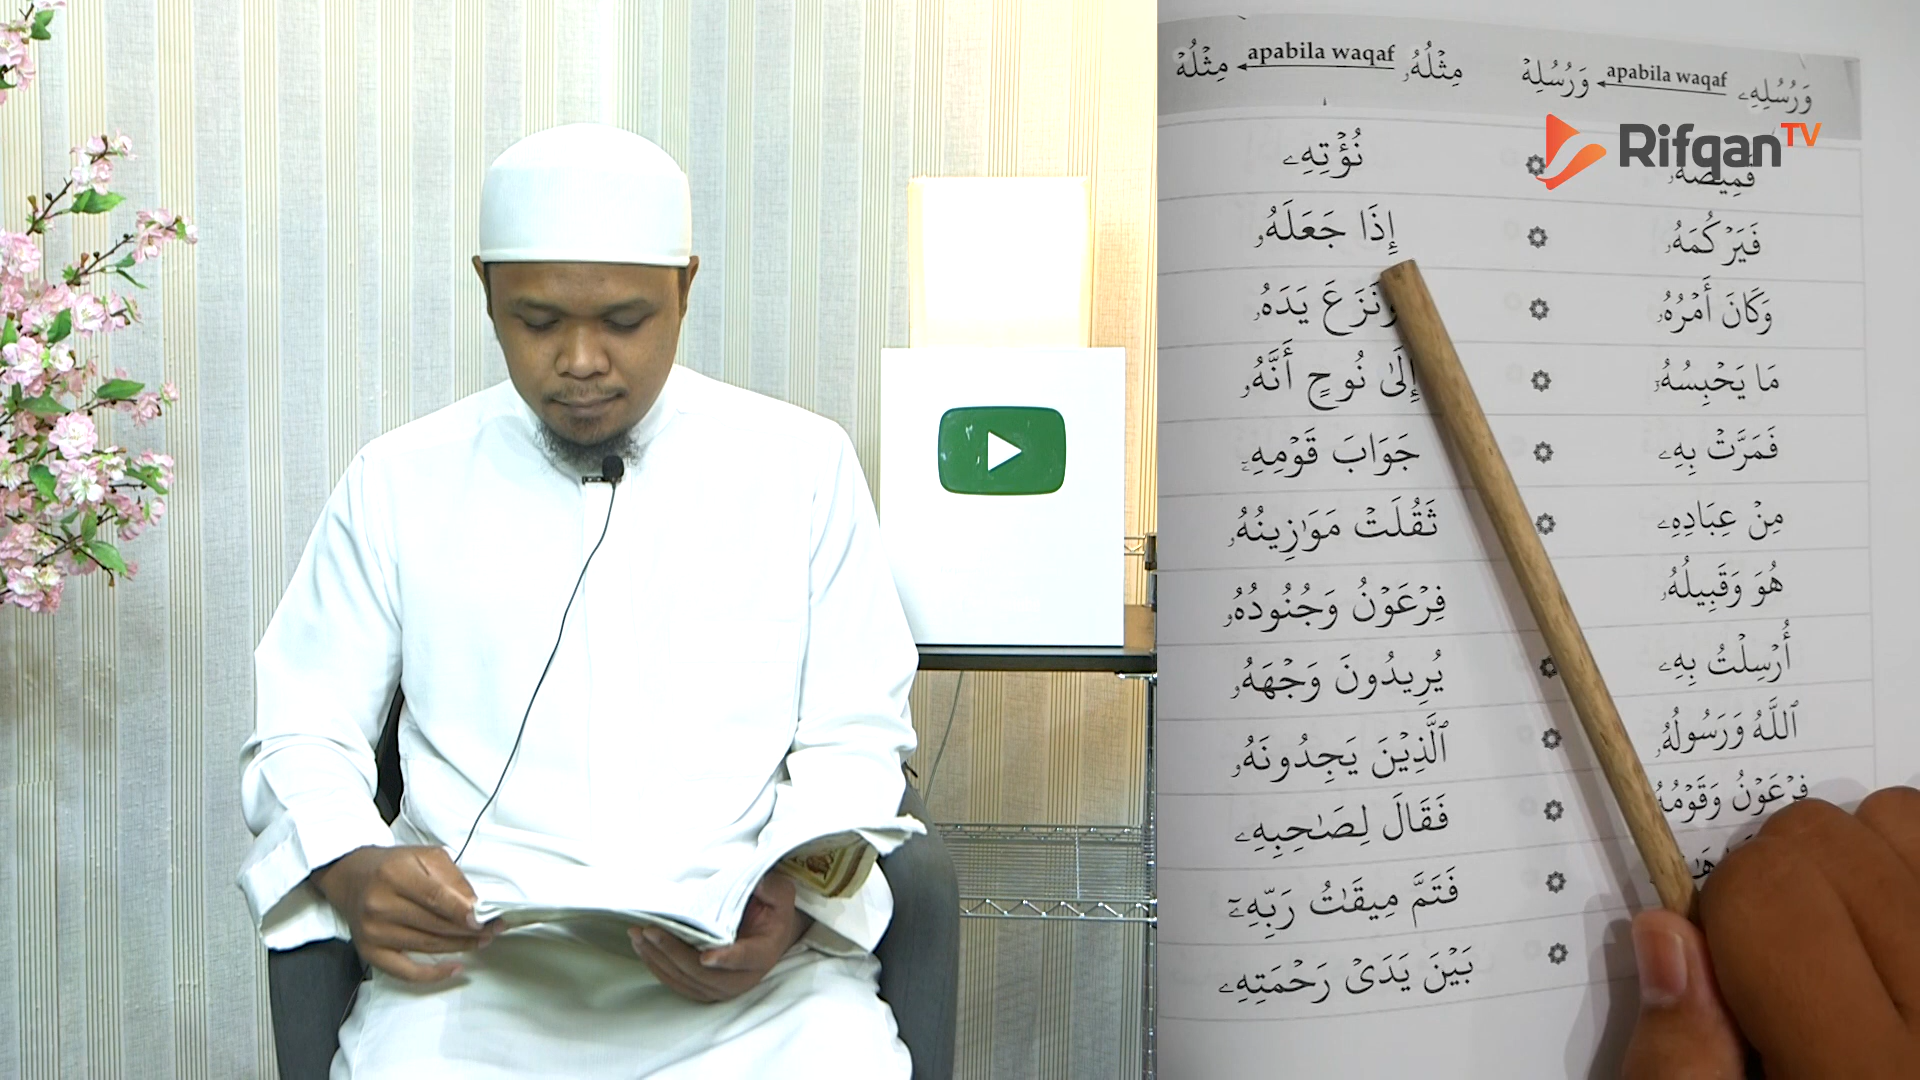 وَرُسُلِهِۦ apabila waqaf وَرُسُلِهْ مِثْلُهُۥ apabila waqaf مِثْلُهْ
Rifqan TV
قَمِيصُهُۥ ۞ نُؤْتِهِۦ
فَيَرْكُمَهُۥ ۞ إِذَا جَعَلَهُۥ
وَكَانَ أَمْرُهُۥ ۞ وَنَزَعَ يَدَهُۥ
مَا يَحْبِسُهُۥٓ ۞ إِلَىٰ نُوحٍ أَنَّهُۥ
فَمَرَّتْ بِهِۦ ۞ جَوَابَ قَوْمِهِۦٓ
مِنْ عِبَادِهِۦ ۞ ثَقُلَتْ مَوَٰزِينُهُۥ
هُوَ وَقَبِيلُهُۥ فِرْعَوْنُ وَجُنُودُهُۥ
أُرْسِلْتُ بِهِۦ ۞ يُرِيدُونَ وَجْهَهُۥ
ٱللَّهُ وَرَسُولُهُۥ ۞ ٱلَّذِيْنَ يَجِدُونَهُۥ
فِرْعَوْنُ وَقَوْمُهُ ۞ فَقَالَ لِصَٰحِبِهِۦ
۞ فَتَمَّ مِيقَٰتُ رَبِّهِۦٓ
۞ بَيْنَ يَدَىْ رَحْمَتِهِۦ